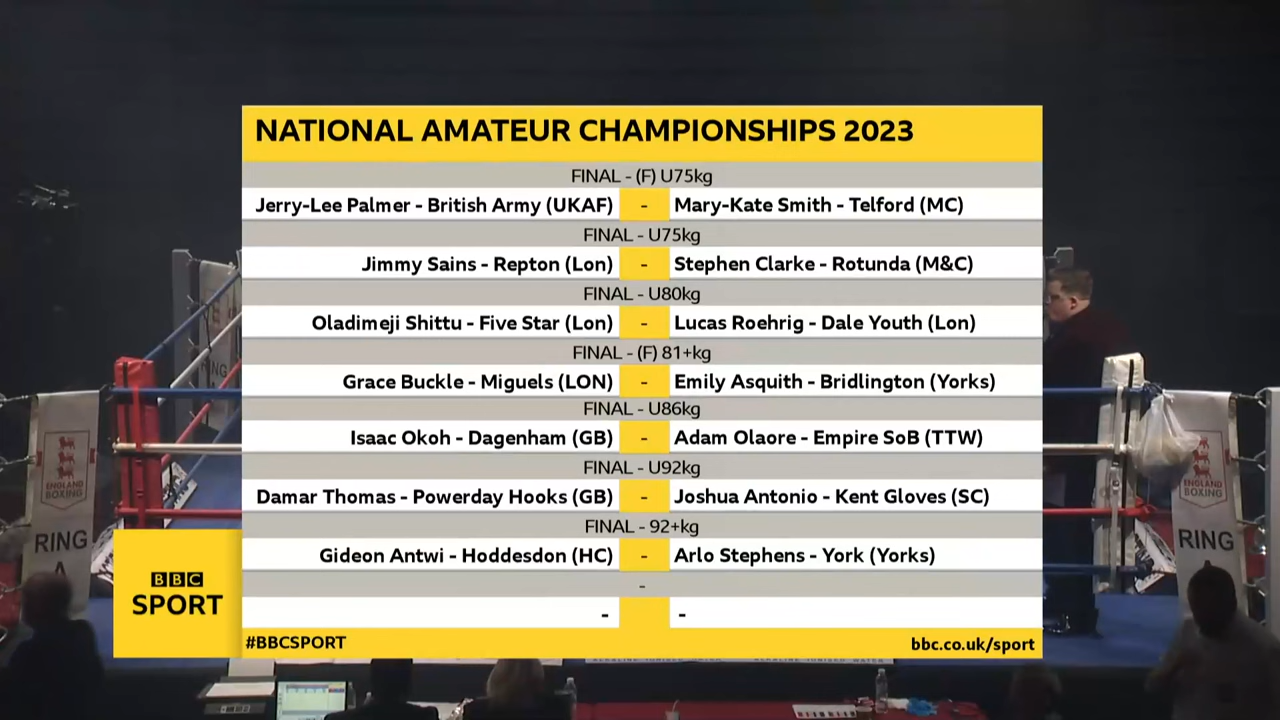 NATIONAL AMATEUR CHAMPIONSHIPS 2023
FINAL - (F) U75kg
Jerry-Lee Palmer - British Army (UKAF) - Mary-Kate Smith - Telford (MC)
FINAL - U75kg
Jimmy Sains - Repton (Lon) - Stephen Clarke - Rotunda (M&C)
FINAL - U80kg
Oladimeji Shittu - Five Star (Lon) - Lucas Roehrig - Dale Youth (Lon)
FINAL - (F) 81+kg
Grace Buckle - Miguels (LON) - Emily Asquith - Bridlington (Yorks)
FINAL - U86kg
Isaac Okoh - Dagenham (GB) - Adam Olaore - Empire SoB (TTW)
FINAL - U92kg
Damar Thomas - Powerday Hooks (GB) - Joshua Antonio - Kent Gloves (SC)
FINAL - 92+kg
Gideon Antwi - Hoddesdon (HC) - Arlo Stephens - York (Yorks)
-
- -
#BBCSPORT bbc.co.uk/sport
BBC
SPORT
ENGLAND
BOXING
RING
A
ENGLAND
BOXING
RING